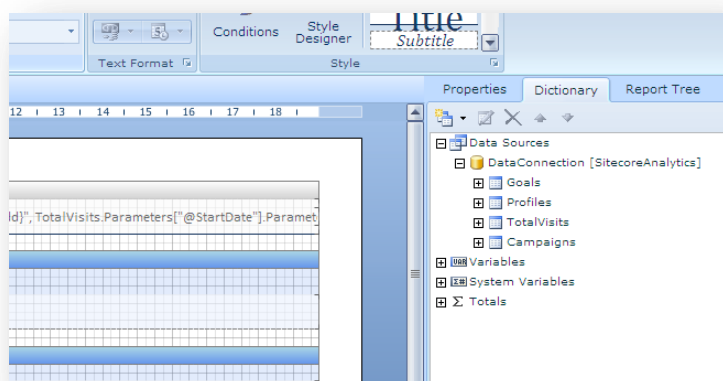 Title
Conditions
Style
Designer
Subtitle
Text Format
Style
Properties
Dictionary
Report Tree
12 13 14 15 16 17 18
Data Sources
DataConnection [SitecoreAnalytics]
Goals
Profiles
ld}", TotalVisits.Parameters["@StartDate"].Paramet
TotalVisits
Campaigns
Variables
System Variables
Σ Totals